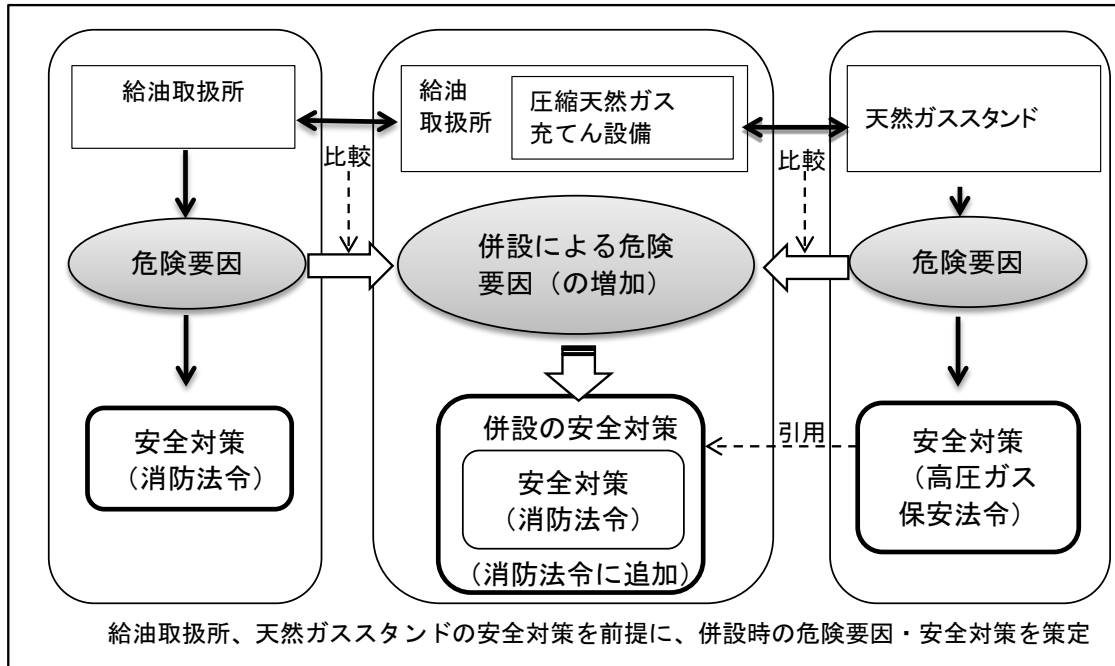 給油取扱所
給油
取扱所
圧縮天然ガス
充てん設備
天然ガススタンド
比較
比較
危険要因
併設による危険
要因（の増加）
危険要因
安全対策
（消防法令）
併設の安全対策
安全対策
（消防法令）
（消防法令に追加）
引用
安全対策
（高圧ガス
保安法令）
給油取扱所、天然ガススタンドの安全対策を前提に、併設時の危険要因・安全対策を策定